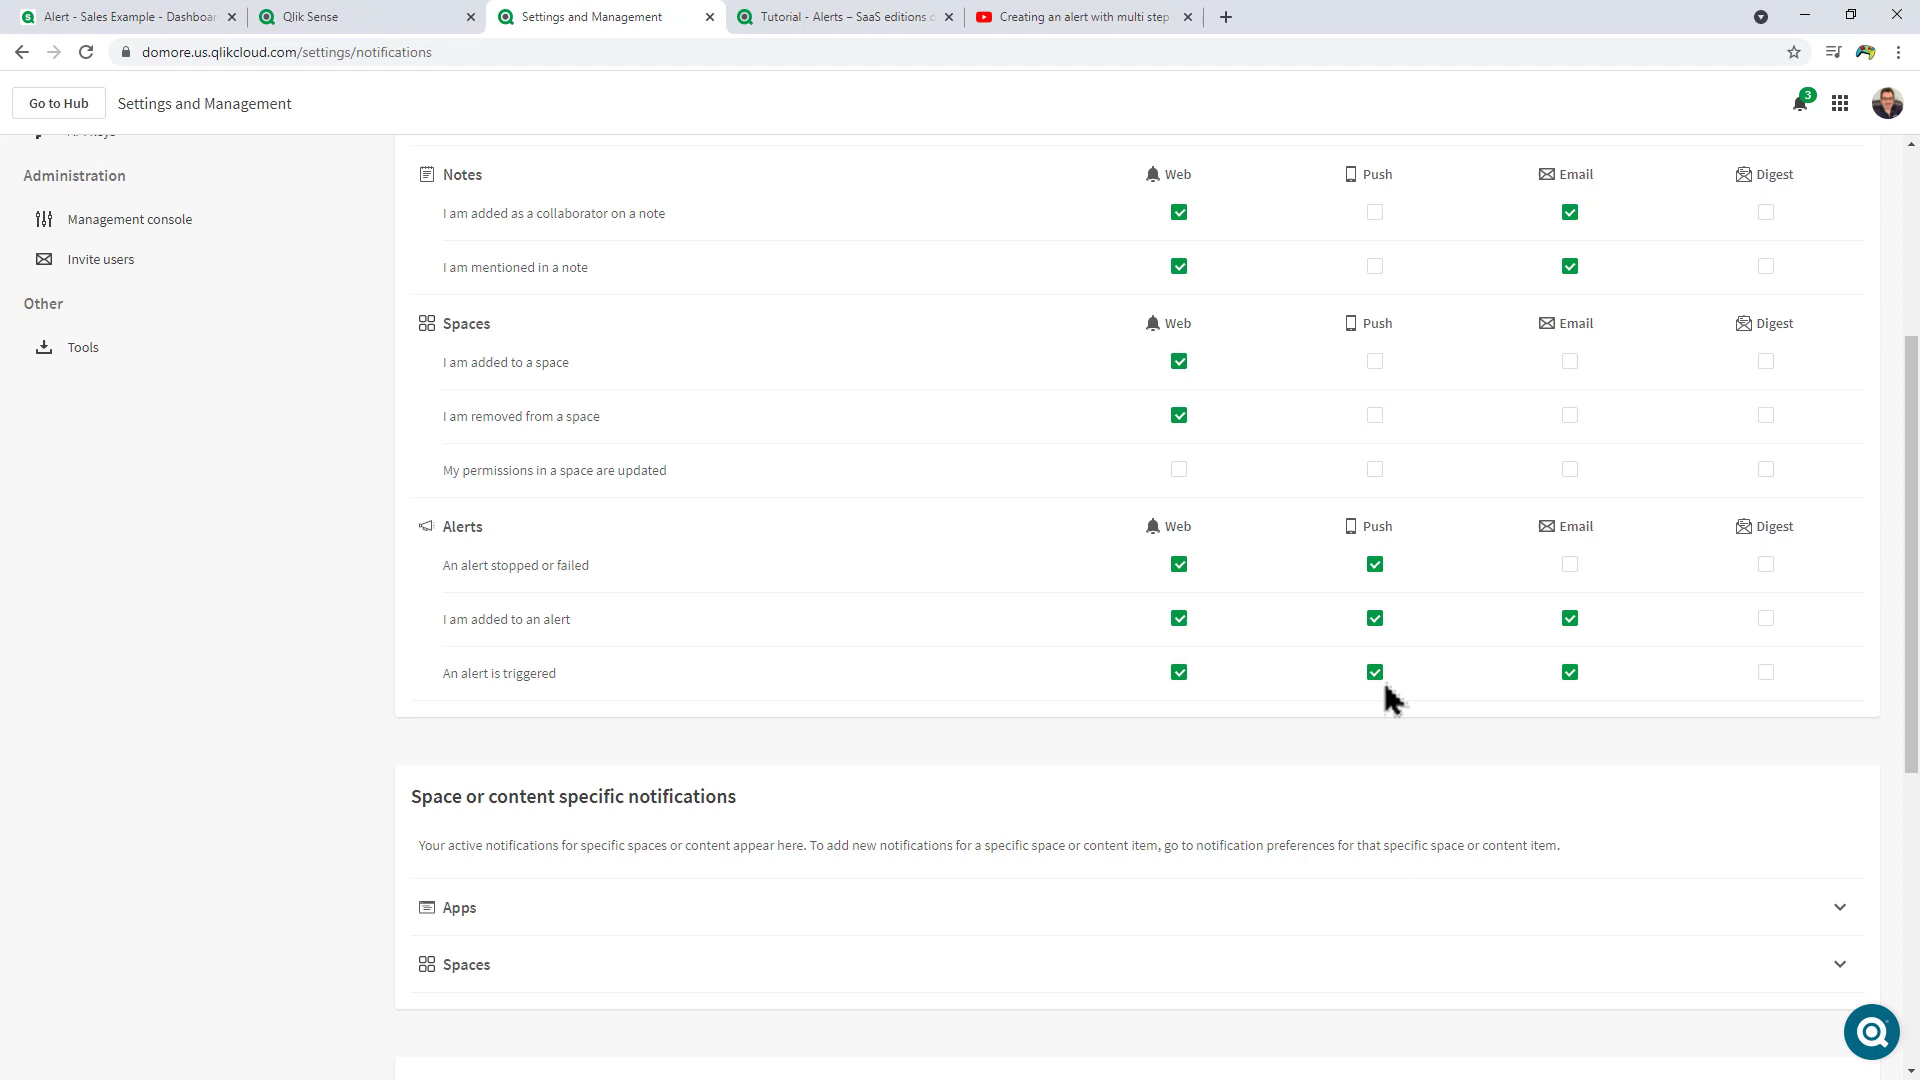 Alert - Sales Example - Dashboar
Qlik Sense
Settings and Management
Tutorial - Alerts – SaaS editions o
Creating an alert with multi step
domore.us.qlikcloud.com/settings/notifications
Go to Hub
Settings and Management
3
Administration
Management console
Invite users
Other
Tools
Notes Web Push Email Digest
I am added as a collaborator on a note
I am mentioned in a note
Spaces Web Push Email Digest
I am added to a space
I am removed from a space
My permissions in a space are updated
Alerts Web Push Email Digest
An alert stopped or failed
I am added to an alert
An alert is triggered
Space or content specific notifications
Your active notifications for specific spaces or content appear here. To add new notifications for a specific space or content item, go to notification preferences for that specific space or content item.
Apps
Spaces